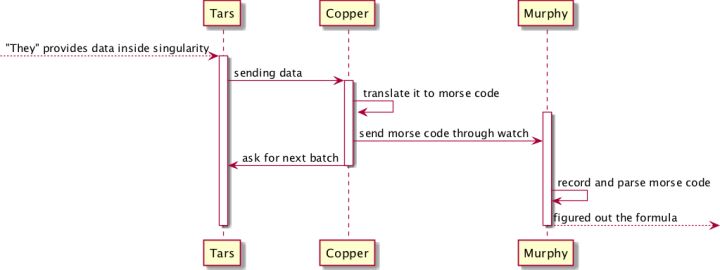 Tars Copper Murphy
"They" provides data inside singularity
sending data
translate it to morse code
send morse code through watch
ask for next batch
record and parse morse code
figured out the formula
Tars Copper Murphy